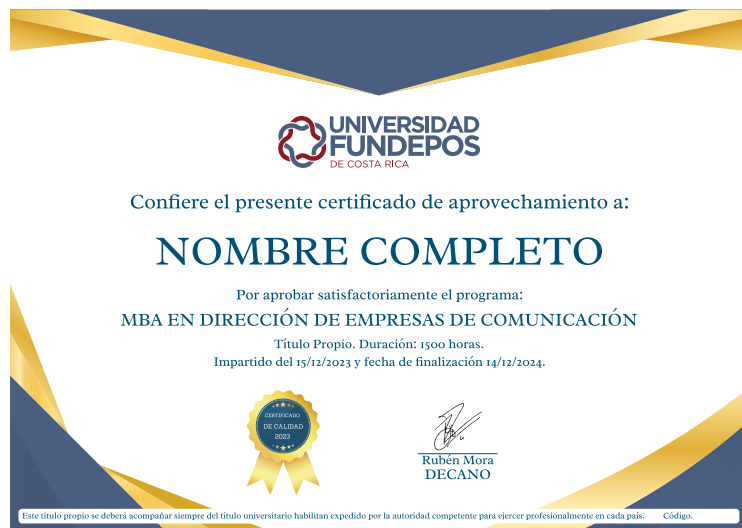 UNIVERSIDAD
FUNDEPOS
DE COSTA RICA
Confiere el presente certificado de aprovechamiento a:
NOMBRE COMPLETO
Por aprobar satisfactoriamente el programa:
MBA EN DIRECCIÓN DE EMPRESAS DE COMUNICACIÓN
Título Propio. Duración: 1500 horas.
Impartido del 15/12/2023 y fecha de finalización 14/12/2024.
CERTIFICADO
DE CALIDAD
2023
Rubén Mora
DECANO
Este título propio se deberá acompañar siempre del título universitario habilitan expedido por la autoridad competente para ejercer profesionalmente en cada país. Código.